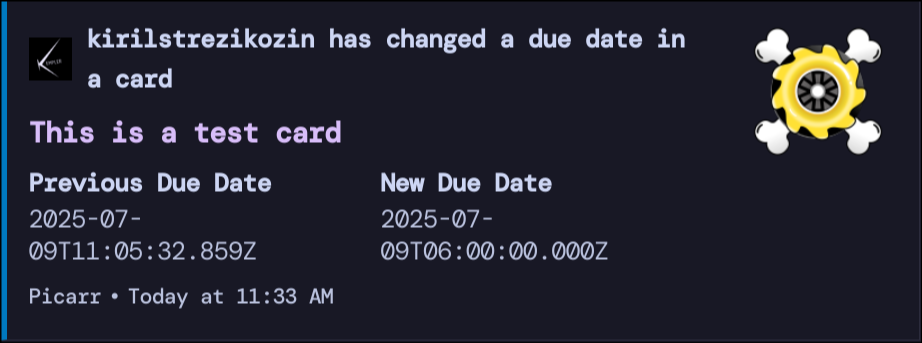 kirilstrezikozin has changed a due date in
a card
This is a test card
Previous Due Date
2025-07-
09T11:05:32.859Z
New Due Date
2025-07-
09T06:00:00.000Z
Picarr • Today at 11:33 AM